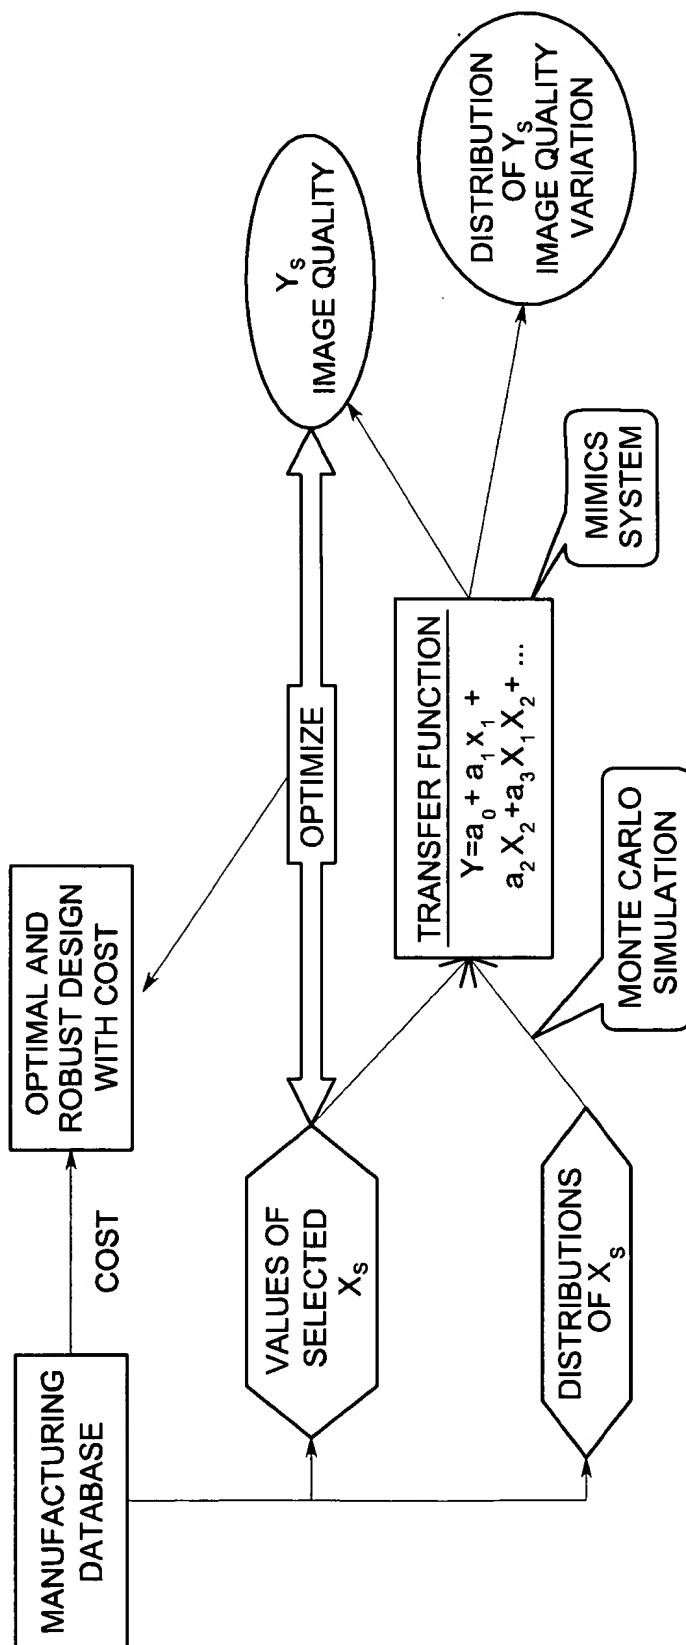 MANUFACTURING
DATABASE
COST
OPTIMAL AND
ROBUST DESIGN
WITH COST
VALUES OF
SELECTED
Xs
OPTIMIZE
Ys
IMAGE QUALITY
DISTRIBUTIONS
OF Xs
MONTE CARLO
SIMULATION
TRANSFER FUNCTION
Y=a0 + a1 x1 +
a2 X2 +a3 X1 X2 + ...
MIMICS
SYSTEM
DISTRIBUTION
OF Ys
IMAGE QUALITY
VARIATION